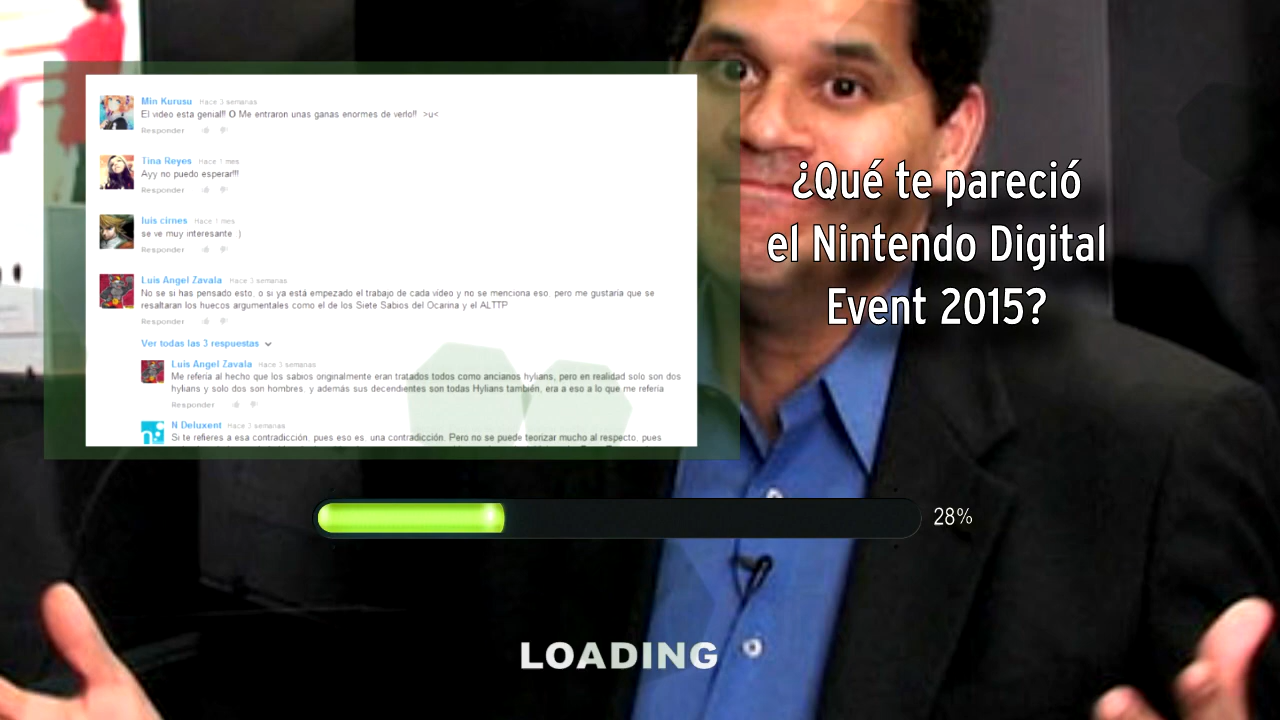 Min Kurusu Hace 3 semanas
El video esta genial!! O Me entraron unas ganas enormes de verlo!! >u<
Responder
Tina Reyes Hace 1 mes
Ayy no puedo esperar!!!
Responder
luis cirnes Hace 1 mes
se ve muy interesante :)
Responder
Luis Angel Zavala Hace 3 semanas
No se si has pensado esto, o si ya está empezado el trabajo de cada video y no se menciona eso, pero me gustaría que se
resaltaran los huecos argumentales como el de los Siete Sabios del Ocarina y el ALTTP
Responder
Ver todas las 3 respuestas
Luis Angel Zavala Hace 3 semanas
Me refería al hecho que los sabios originalmente eran tratados todos como ancianos hylians, pero en realidad solo son dos
hylians y solo dos son hombres, y además sus decendientes son todas Hylians también, era a eso a lo que me refería
Responder
N Deluxent Hace 3 semanas
Si te refieres a esa contradicción, pues eso es, una contradicción. Pero no se puede teorizar mucho al respecto, pues
¿Qué te pareció
el Nintendo Digital
Event 2015?
28%
LOADING